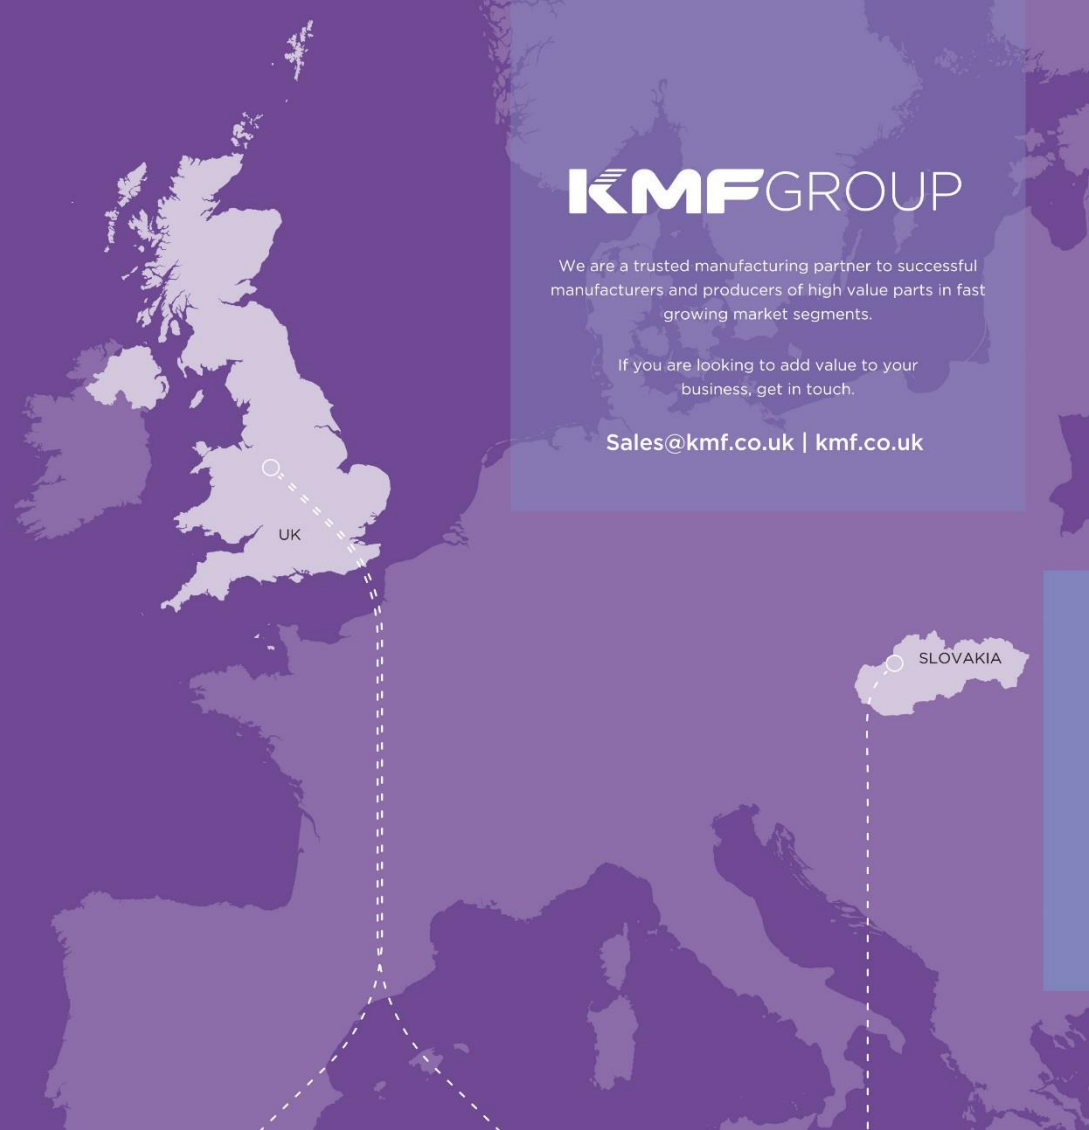 KMFGROUP
We are a trusted manufacturing partner to successful
manufacturers and producers of high value parts in fast
growing market segments.
If you are looking to add value to your
business, get in touch.
Sales@kmf.co.uk | kmf.co.uk
UK
SLOVAKIA